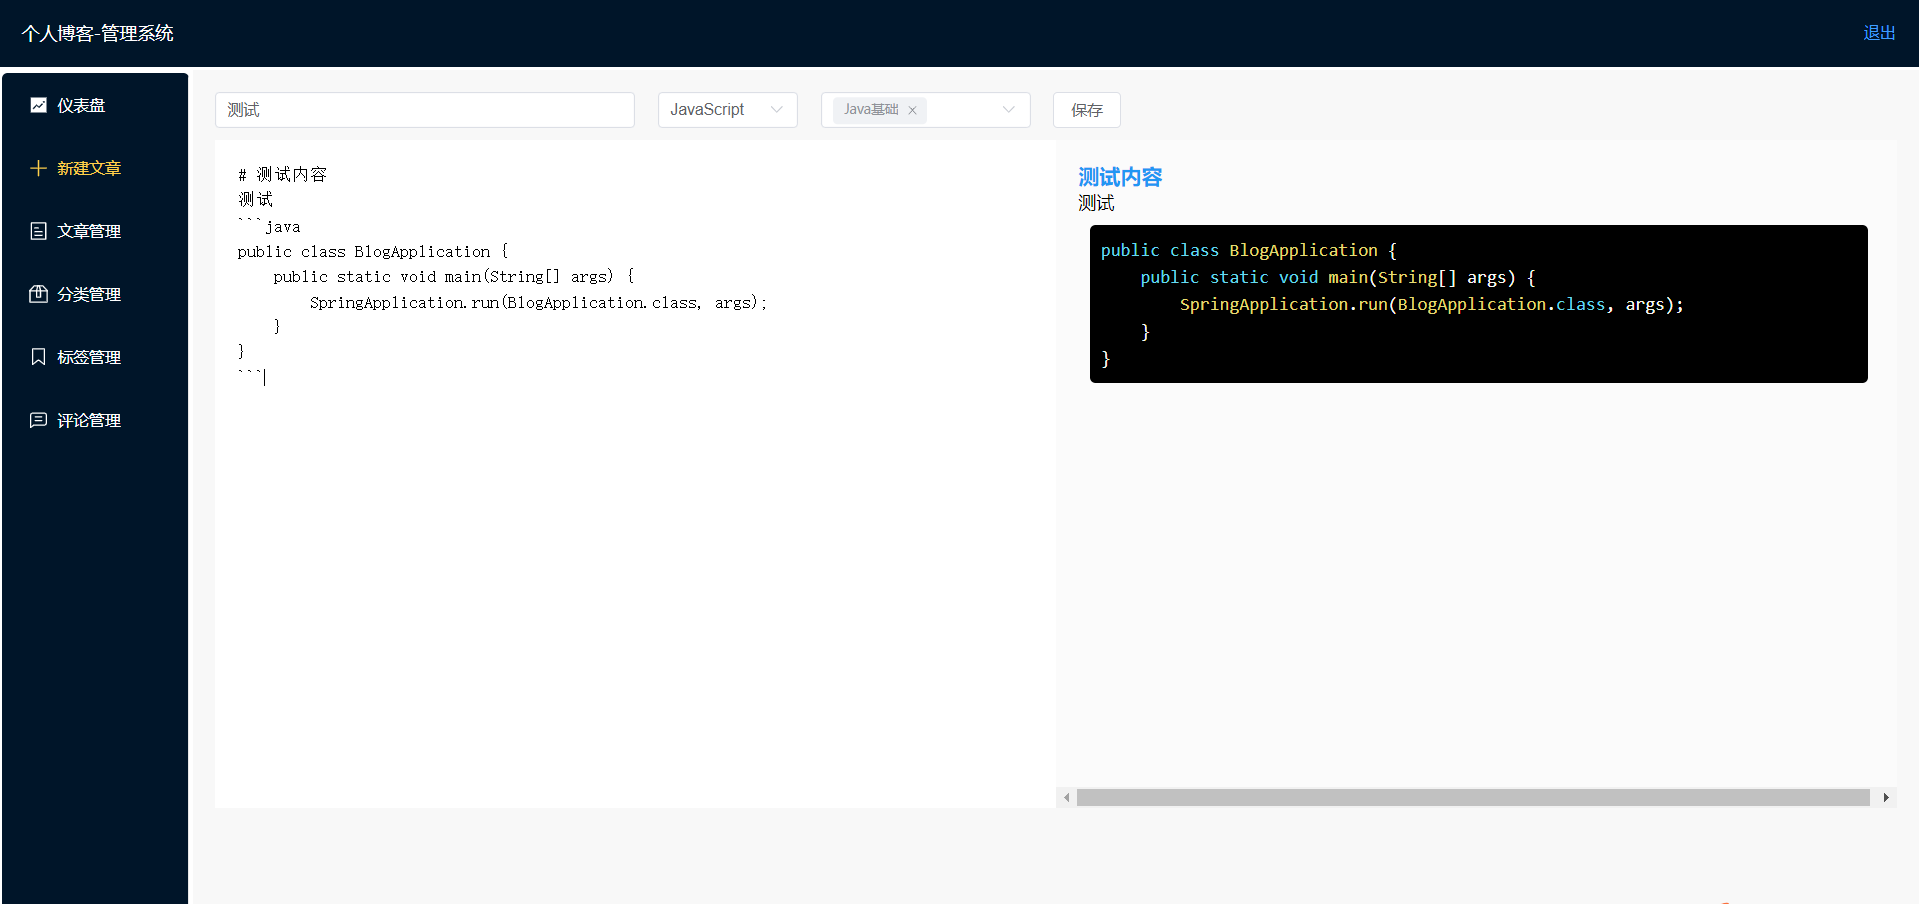 个人博客-管理系统
退出
仪表盘
新建文章
文章管理
分类管理
标签管理
评论管理
测试
JavaScript
Java基础
保存
# 测试内容
测试
```java
public class BlogApplication {
    public static void main(String[] args) {
        SpringApplication.run(BlogApplication.class, args);
    }
}
```
测试内容
测试
public class BlogApplication {
    public static void main(String[] args) {
        SpringApplication.run(BlogApplication.class, args);
    }
}